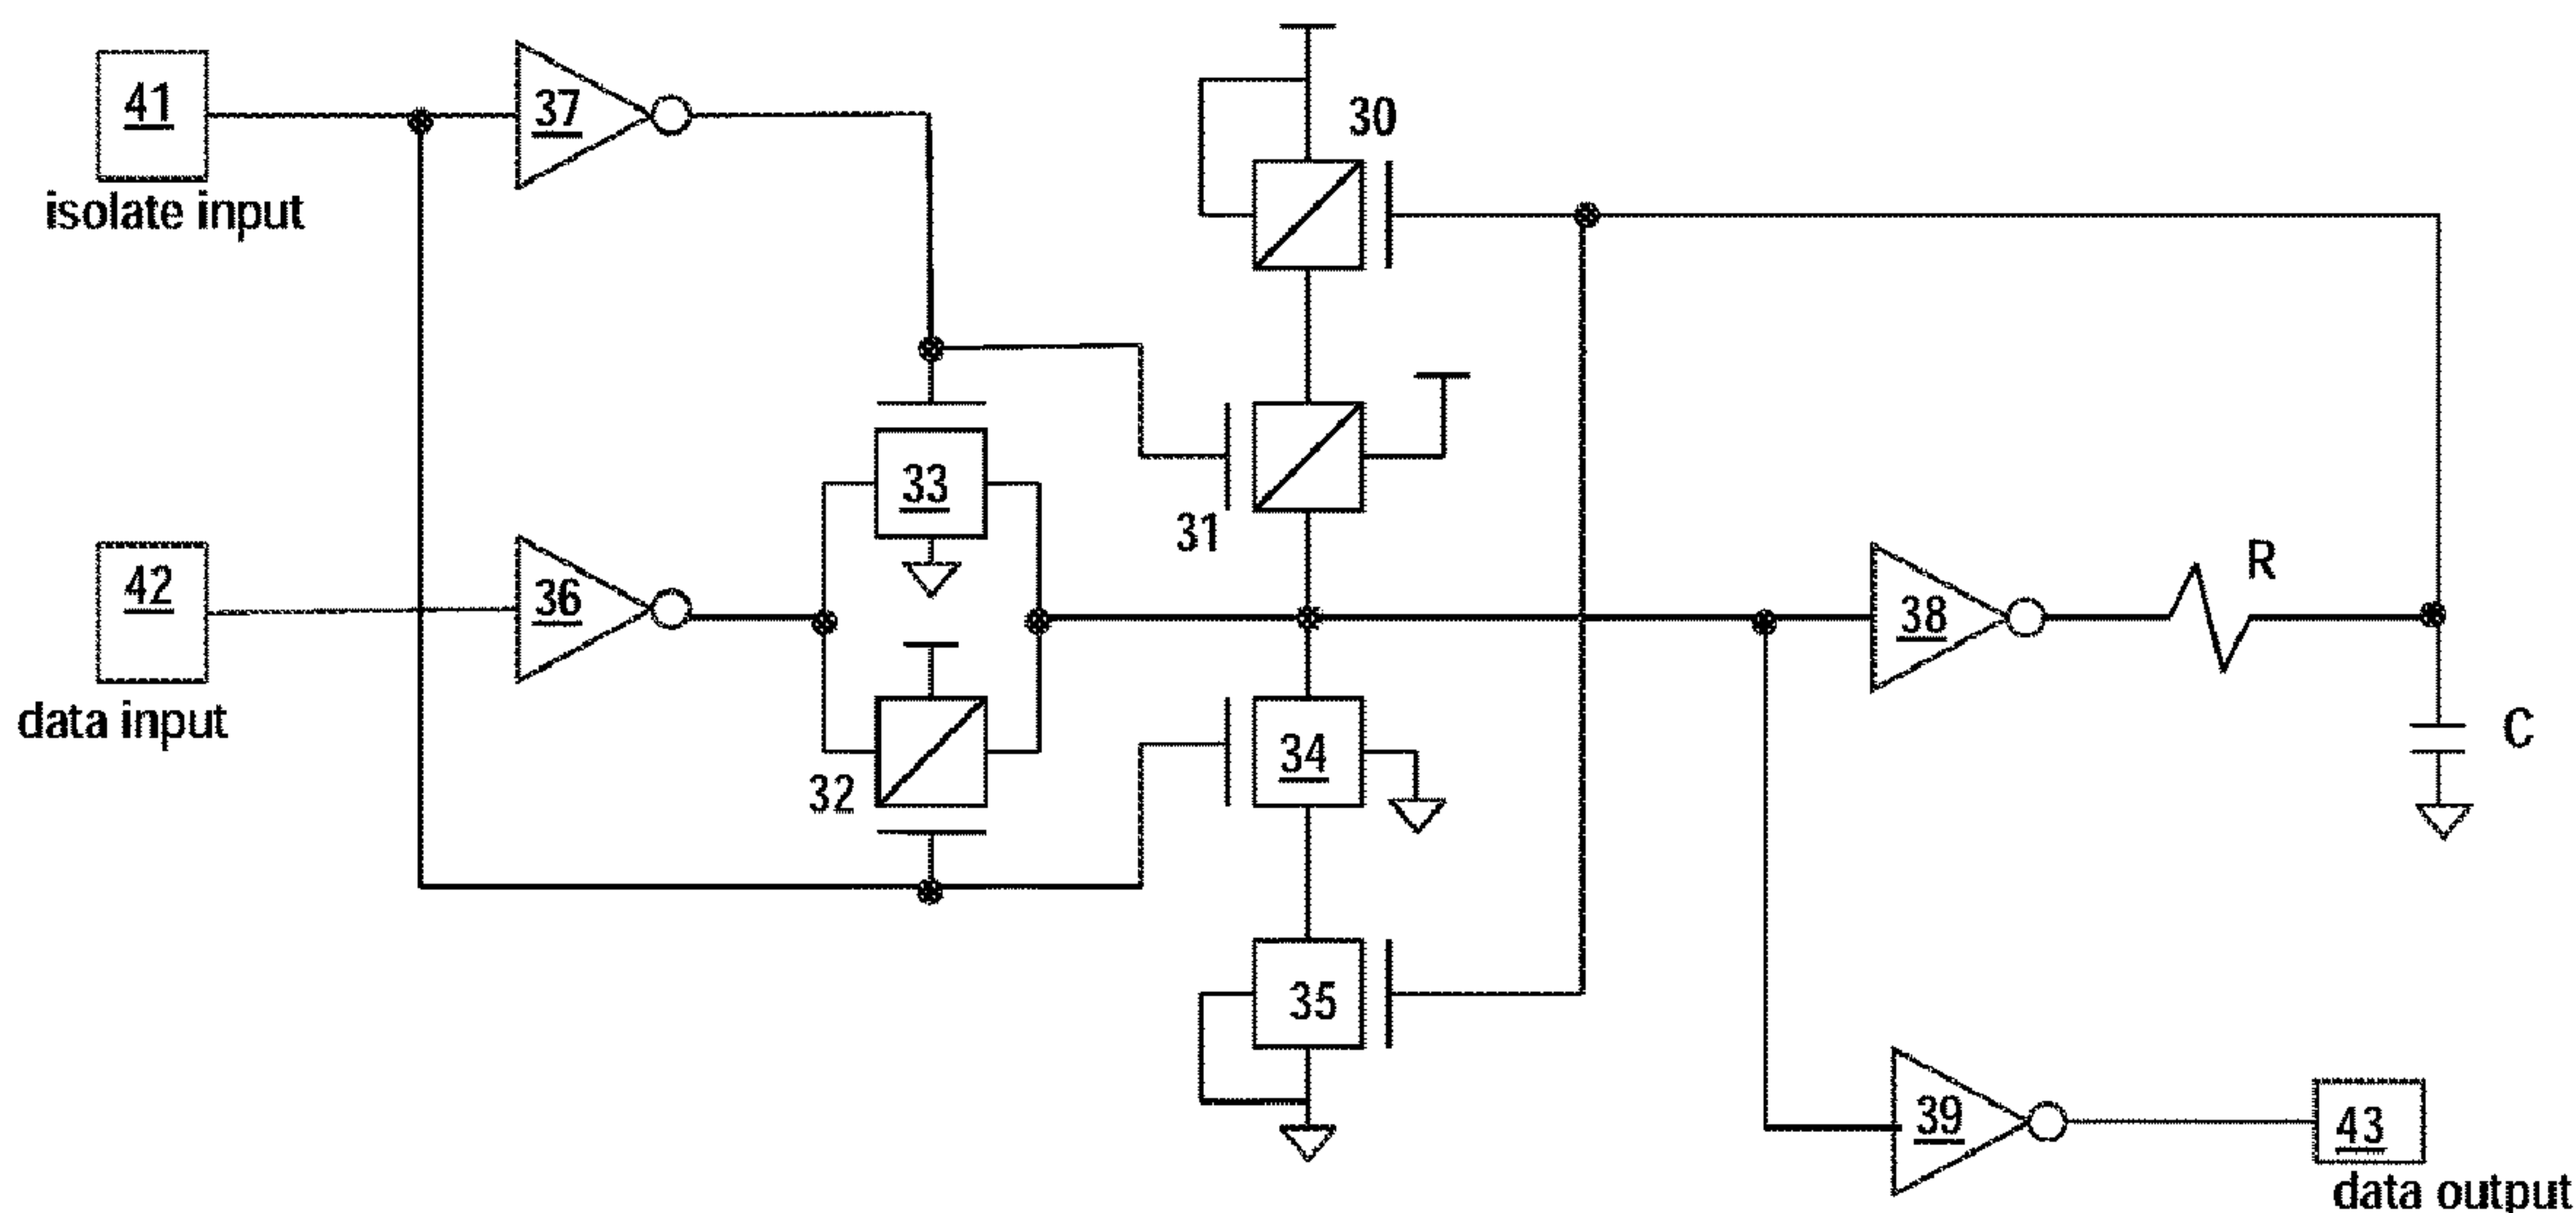 41
isolate input
37
30
33
31
42
data input
36
32
34
35
38
R
C
39
43
data output